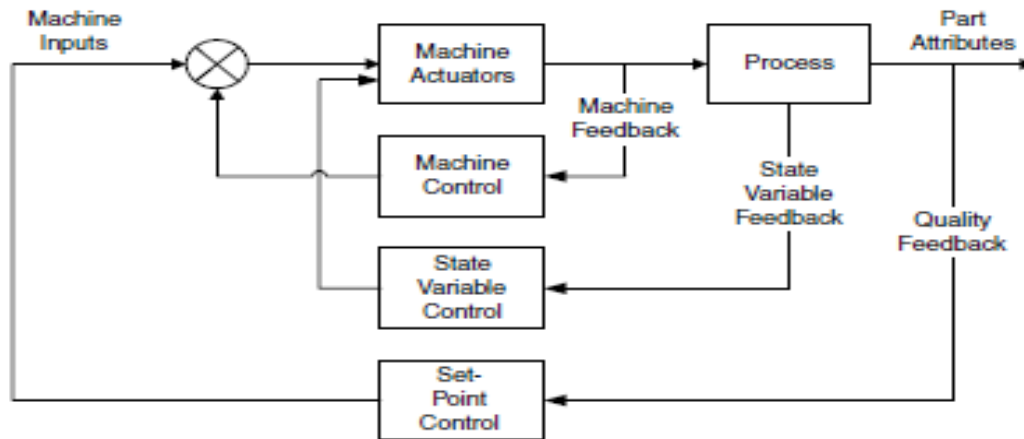 Machine
Inputs
Machine
Actuators
Process
Part
Attributes
Machine
Feedback
Machine
Control
State
Variable
Feedback
Quality
Feedback
State
Variable
Control
Set-
Point
Control